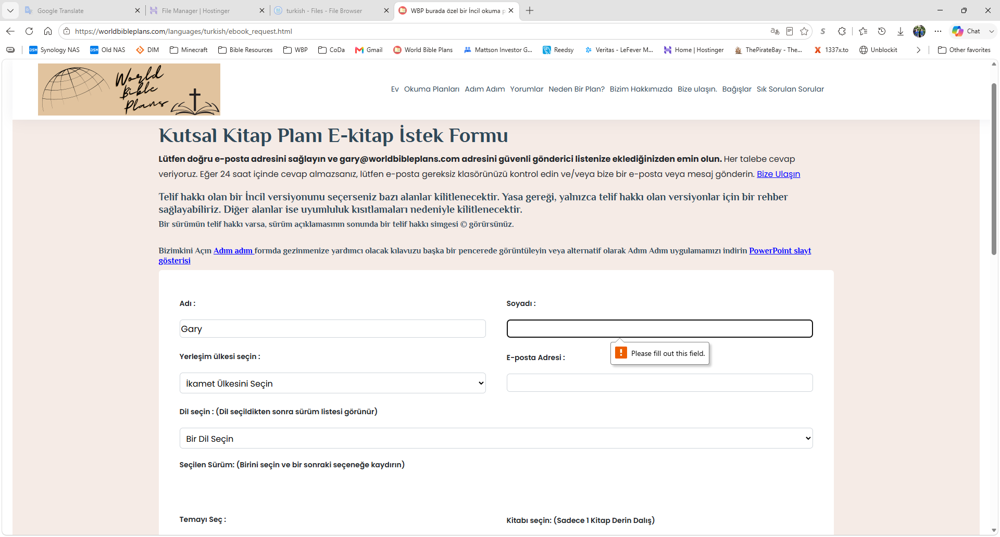 Google Translate
File Manager | Hostinger
turkish - Files - File Browser
WBP burada özel bir İncil okuma p
https://worldbibleplans.com/languages/turkish/ebook_request.html
Chat
Synology NAS
Old NAS
DIM
Minecraft
Bible Resources
WBP
CoDa
Gmail
World Bible Plans
Mattson Investor G...
Reedsy
Veritas - LeFever M...
Home | Hostinger
ThePirateBay - The...
1337x.to
Unblockit
Other favorites
World
Bible
Plans
Ev Okuma Planları Adım Adım Yorumlar Neden Bir Plan? Bizim Hakkımızda Bize ulaşın. Bağışlar Sık Sorulan Sorular
Kutsal Kitap Planı E-kitap İstek Formu
Lütfen doğru e-posta adresini sağlayın ve gary@worldbibleplans.com adresini güvenli gönderici listenize eklediğinizden emin olun. Her talebe cevap
veriyoruz. Eğer 24 saat içinde cevap almazsanız, lütfen e-posta gereksiz klasörünüzü kontrol edin ve/veya bize bir e-posta veya mesaj gönderin. Bize Ulaşın
Telif hakkı olan bir İncil versiyonunu seçerseniz bazı alanlar kilitlenecektir. Yasa gereği, yalnızca telif hakkı olan versiyonlar için bir rehber
sağlayabiliriz. Diğer alanlar ise uyumluluk kısıtlamaları nedeniyle kilitlenecektir.
Bir sürümün telif hakkı varsa, sürüm açıklamasının sonunda bir telif hakkı simgesi © görürsünüz.
Bizimkini Açın Adım adım formda gezinmenize yardımcı olacak kılavuzu başka bir pencerede görüntüleyin veya alternatif olarak Adım Adım uygulamamızı indirin PowerPoint slayt
gösterisi
Adı :
Soyadı :
Gary
Please fill out this field.
Yerleşim ülkesi seçin :
E-posta Adresi :
İkamet Ülkesini Seçin
Dil seçin : (Dil seçildikten sonra sürüm listesi görünür)
Bir Dil Seçin
Seçilen Sürüm: (Birini seçin ve bir sonraki seçeneğe kaydırın)
Temayı Seç :
Kitabı seçin: (Sadece 1 Kitap Derin Dalış)